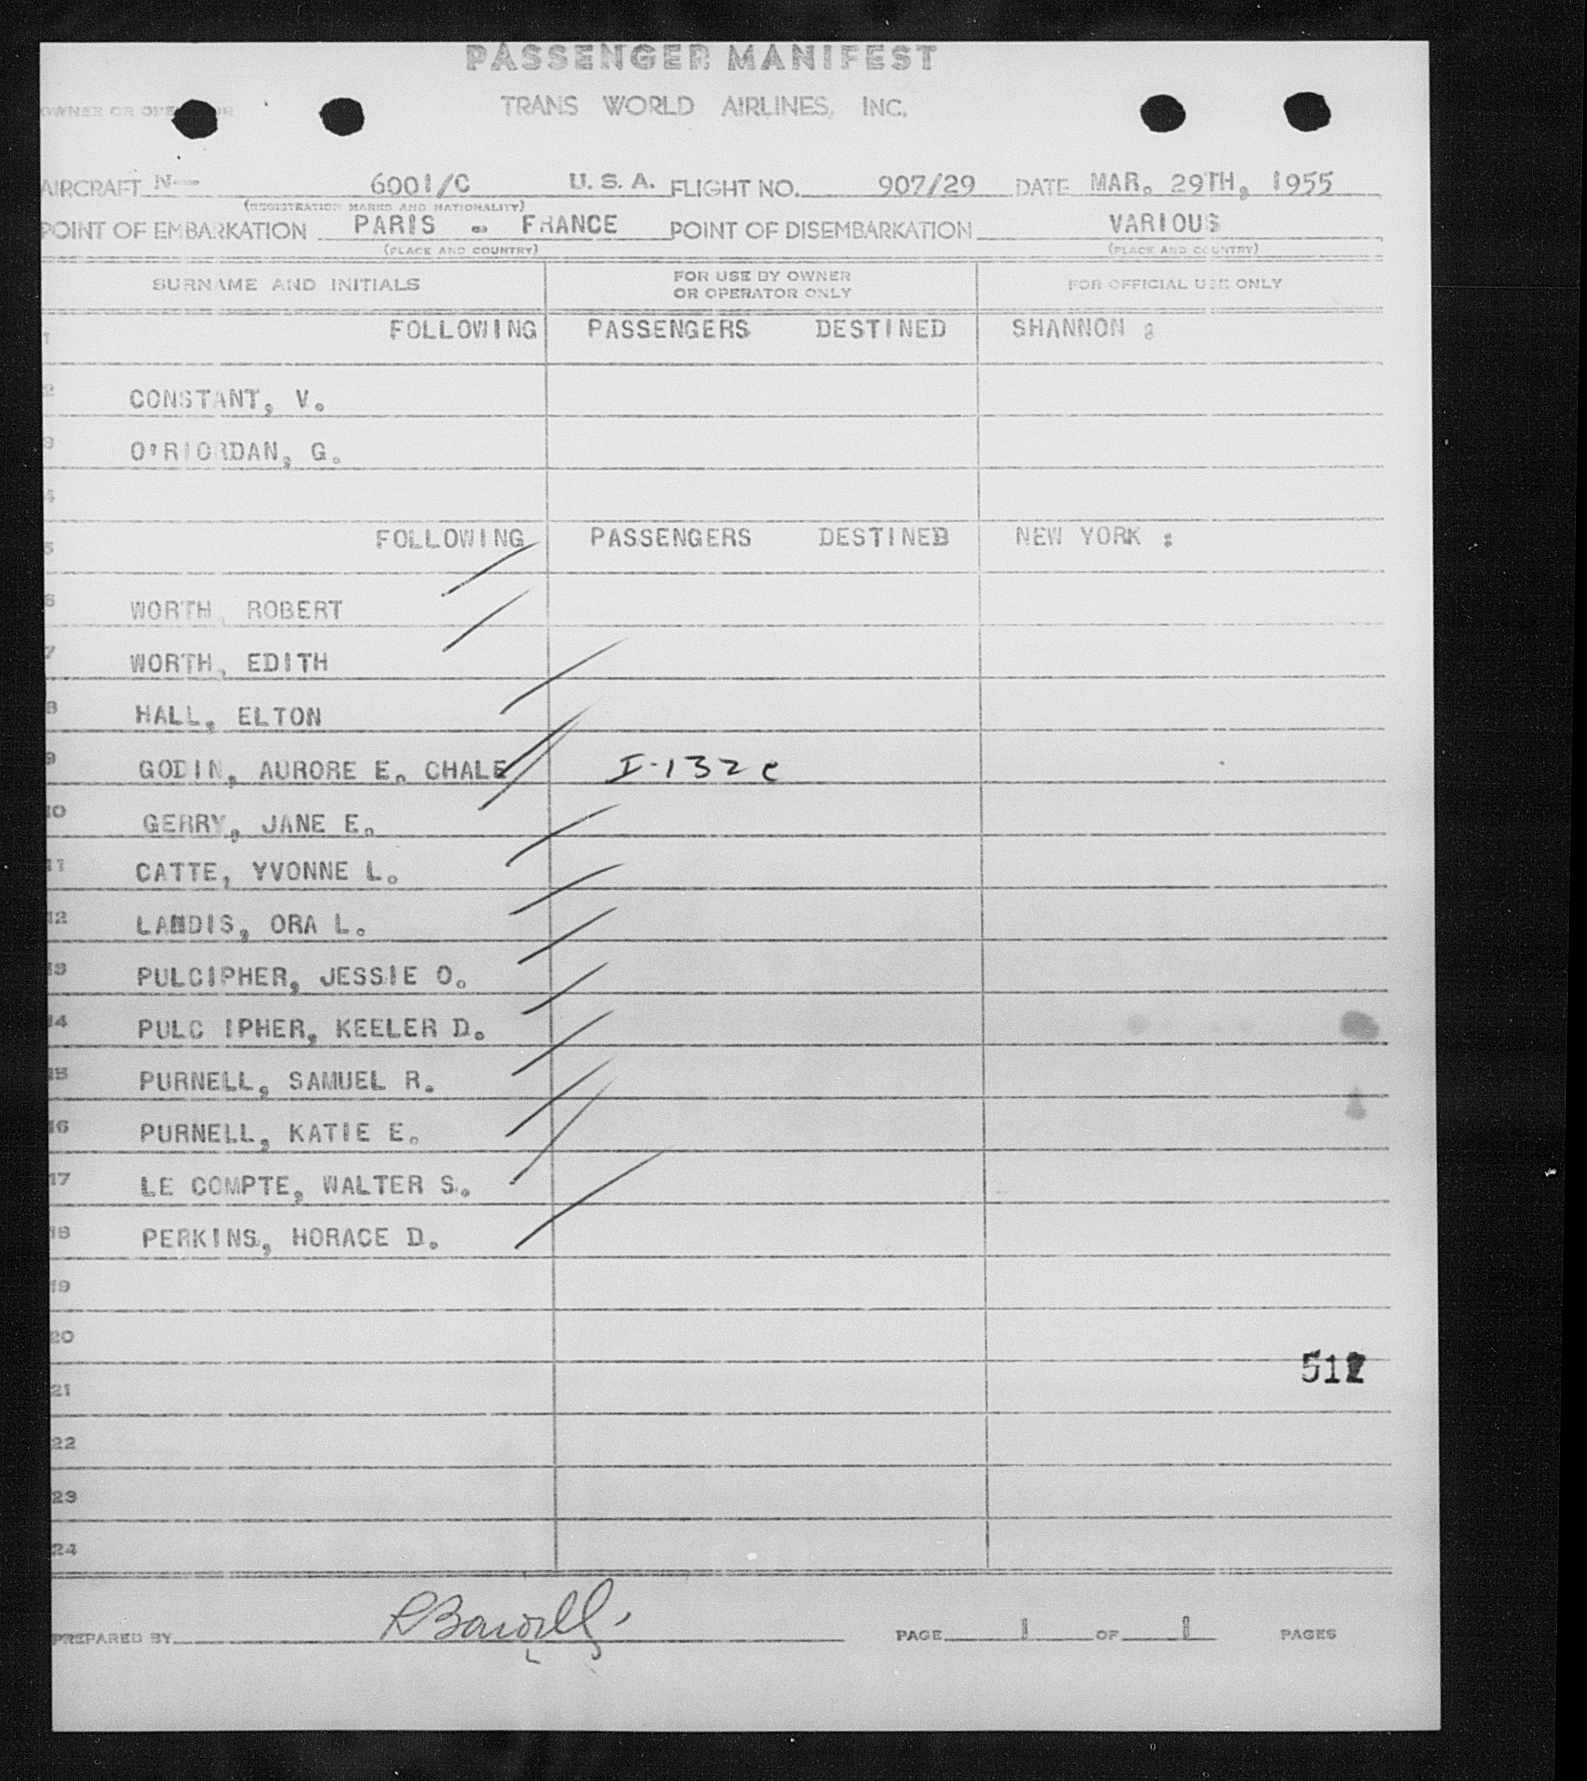 PASSENGER MANIFEST
OWNER OR OPERATOR TRANS WORLD AIRLINES, INC.
AIRCRAFT N— 6001/C U.S.A. FLIGHT NO. 907/29 DATE MAR. 29TH, 1955
(REGISTRATION MARKS AND NATIONALITY)
POINT OF EMBARKATION PARIS - FRANCE POINT OF DISEMBARKATION VARIOUS
(PLACE AND COUNTRY) (PLACE AND COUNTRY)
SURNAME AND INITIALS FOR USE BY OWNER OR OPERATOR ONLY FOR OFFICIAL USE ONLY
1 FOLLOWING PASSENGERS DESTINED SHANNON :
2 CONSTANT, V.
3 O'RIORDAN, G.
4
5 FOLLOWING PASSENGERS DESTINED NEW YORK :
6 WORTH, ROBERT
7 WORTH, EDITH
8 HALL, ELTON
9 GODIN, AURORE E. CHALE I-132c
10 GERRY, JANE E.
11 CATTE, YVONNE L.
12 LANDIS, ORA L.
13 PULCIPHER, JESSIE O.
14 PULC IPHER, KEELER D.
15 PURNELL, SAMUEL R.
16 PURNELL, KATIE E.
17 LE COMPTE, WALTER S.
18 PERKINS, HORACE D.
19
20
21
22
23
24
PREPARED BY PAGE 1 OF 1 PAGES